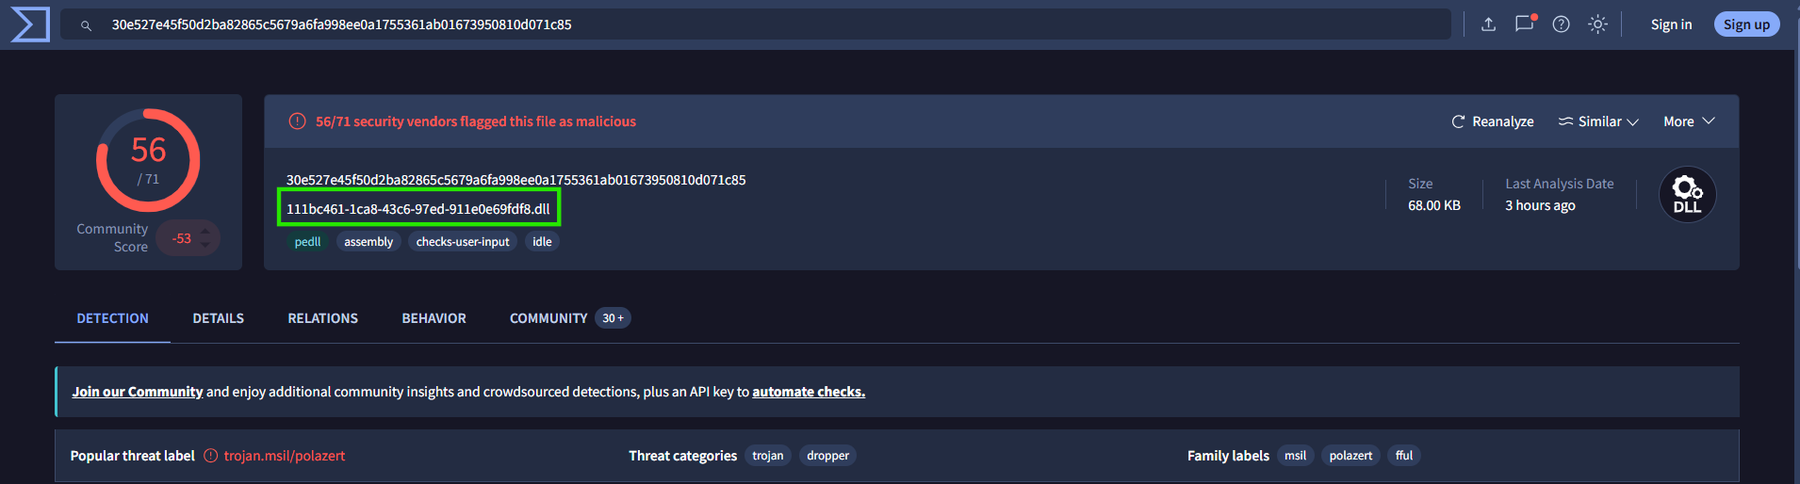 30e527e45f50d2ba82865c5679a6fa998ee0a1755361ab01673950810d071c85
Sign in
Sign up
56
/ 71
Community Score
-53
56/71 security vendors flagged this file as malicious
Reanalyze
Similar
More
30e527e45f50d2ba82865c5679a6fa998ee0a1755361ab01673950810d071c85
111bc461-1ca8-43c6-97ed-911e0e69fdf8.dll
pedll
assembly
checks-user-input
idle
Size
68.00 KB
Last Analysis Date
3 hours ago
DLL
DETECTION
DETAILS
RELATIONS
BEHAVIOR
COMMUNITY
30 +
Join our Community and enjoy additional community insights and crowdsourced detections, plus an API key to automate checks.
Popular threat label
trojan.msil/polazert
Threat categories
trojan
dropper
Family labels
msil
polazert
fful